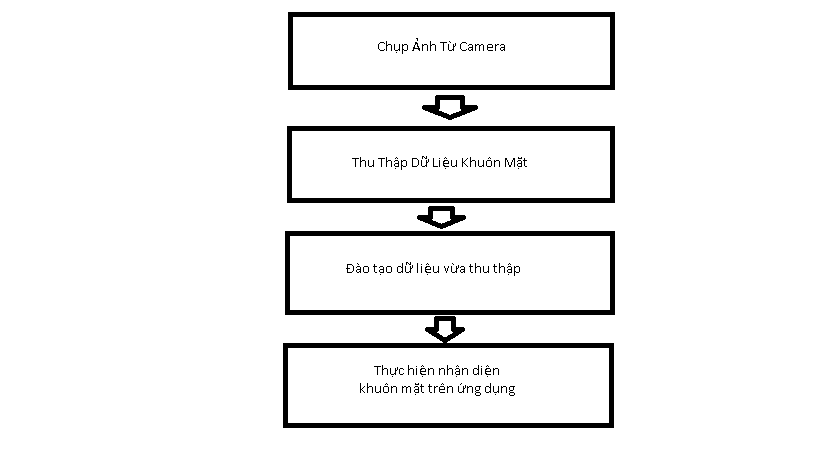 Chụp Ảnh Từ Camera
Thu Thập Dữ Liệu Khuôn Mặt
Đào tạo dữ liệu vừa thu thập
Thực hiện nhận diện
khuôn mặt trên ứng dụng